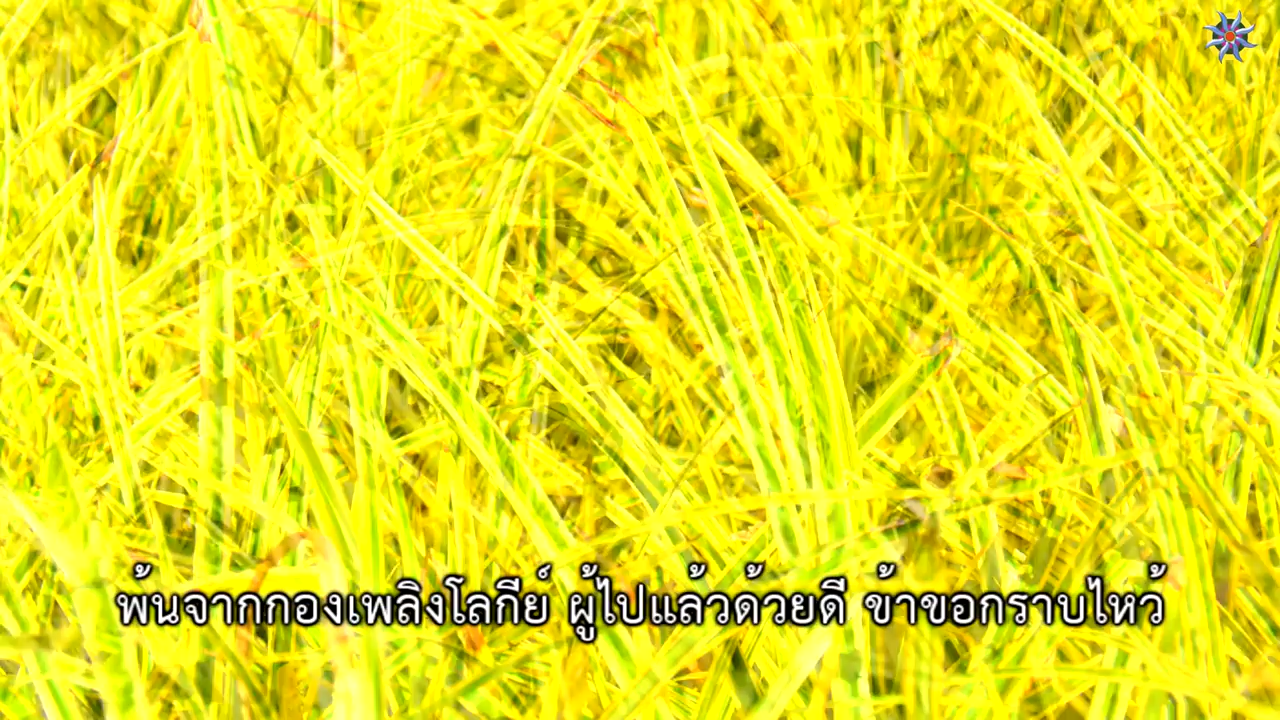 พ้นจากกองเพลิงโลกีย์ ผู้ไปแล้วด้วยดี ข้าขอกราบไหว้